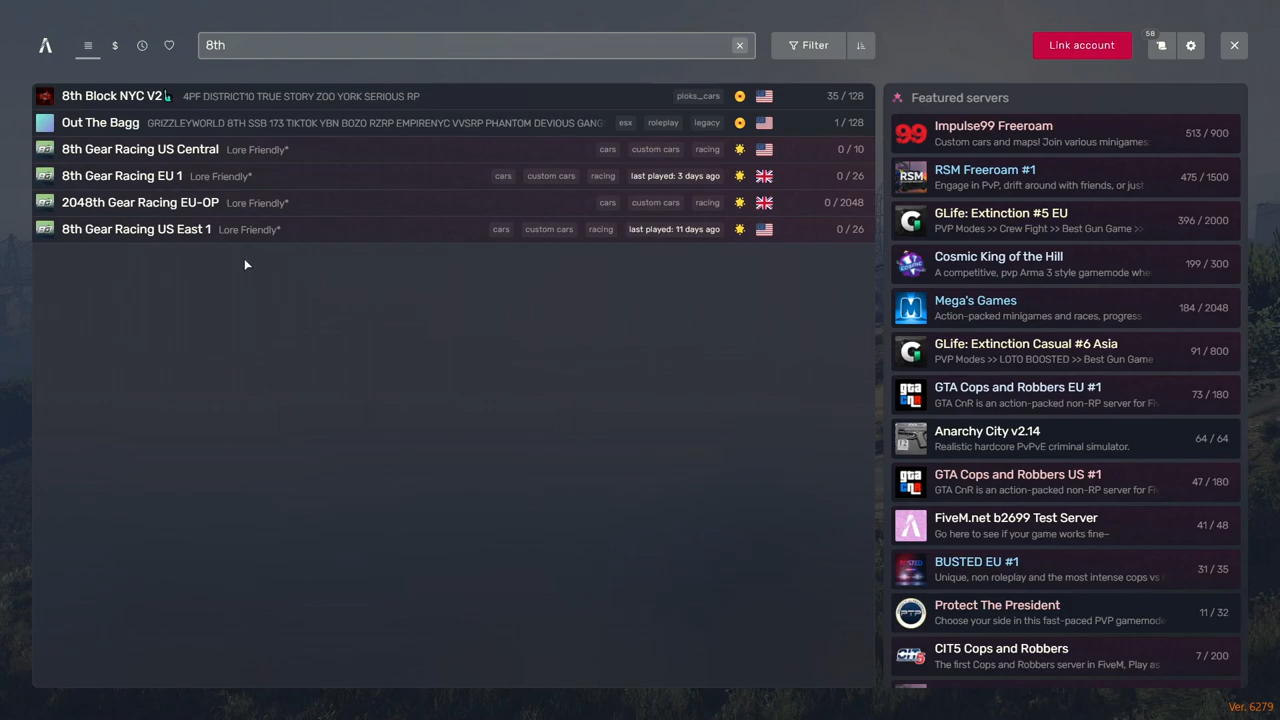 8th
Filter
58
Link account
8th Block NYC V2 4PF DISTRICT10 TRUE STORY ZOO YORK SERIOUS RP ploks_cars 35 / 128
Out The Bagg GRIZZLEYWORLD 8TH SSB 173 TIKTOK YBN BOZO RZRP EMPIRENYC VVSRP PHANTOM DEVIOUS GANG esx roleplay legacy 1 / 128
8th Gear Racing US Central Lore Friendly* cars custom cars racing 0 / 10
8th Gear Racing EU 1 Lore Friendly* cars custom cars racing last played: 3 days ago 0 / 26
2048th Gear Racing EU-OP Lore Friendly* cars custom cars racing 0 / 2048
8th Gear Racing US East 1 Lore Friendly* cars custom cars racing last played: 11 days ago 0 / 26
Featured servers
99 Impulse99 Freeroam 513 / 900
Custom cars and maps! Join various minigames
RSM RSM Freeroam #1 475 / 1500
Engage in PvP, drift around with friends, or just
GLife: Extinction #5 EU 396 / 2000
PVP Modes >> Crew Fight >> Best Gun Game >>
Cosmic King of the Hill 199 / 300
A competitive, pvp Arma 3 style gamemode whe
Mega's Games 184 / 2048
Action-packed minigames and races, progress
GLife: Extinction Casual #6 Asia 91 / 800
PVP Modes >> LOTO BOOSTED >> Best Gun Game
GTA Cops and Robbers EU #1 73 / 180
GTA CnR is an action-packed non-RP server for Fi
Anarchy City v2.14 64 / 64
Realistic hardcore PvPvE criminal simulator.
GTA Cops and Robbers US #1 47 / 180
GTA CnR is an action-packed non-RP server for Fi
FiveM.net b2699 Test Server 41 / 48
Go here to see if your game works fine~
BUSTED EU #1 31 / 35
Unique, non roleplay and the most intense cops vs
Protect The President 11 / 32
Choose your side in this fast-paced PVP gamemode
CIT5 Cops and Robbers 7 / 200
The first Cops and Robbers server in FiveM, Play as
Ver. 6279